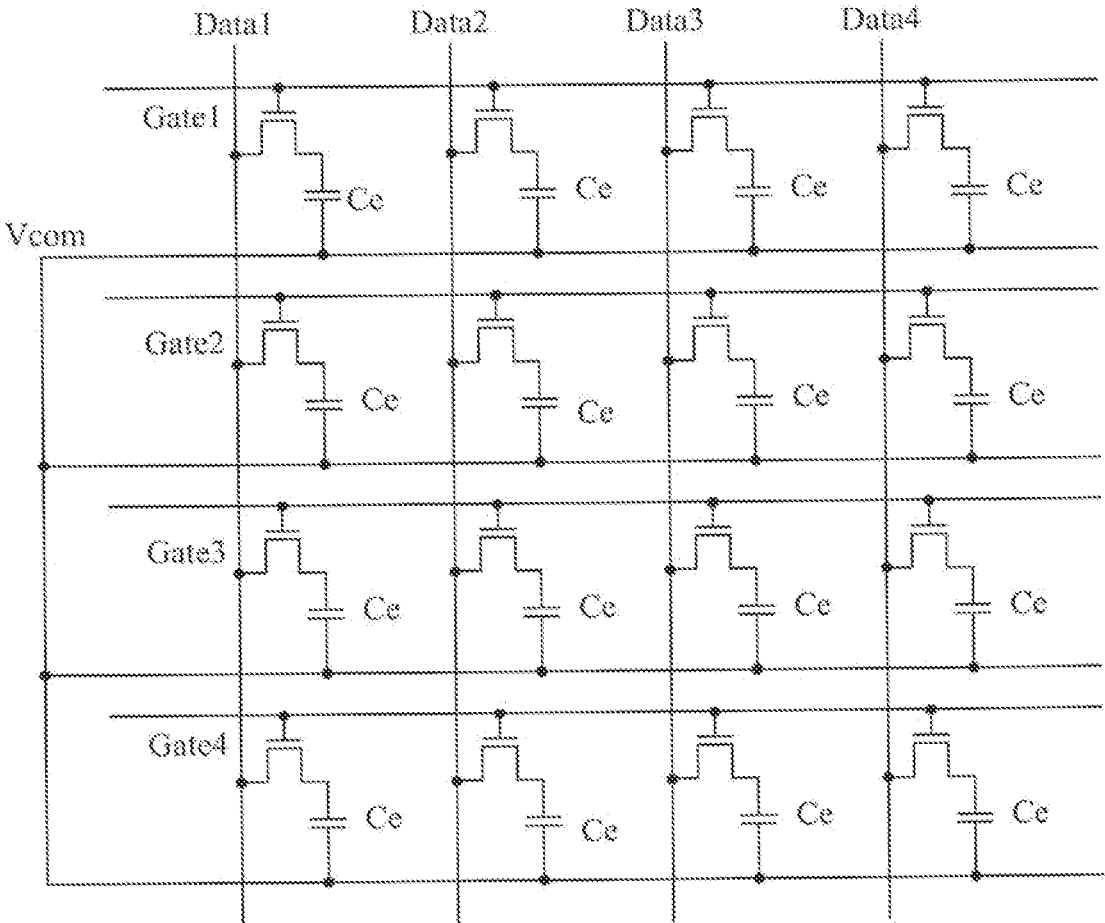 Data1 Data2 Data3 Data4
Gate1
Ce Ce Ce Ce
Vcom
Gate2
Ce Ce Ce Ce
Gate3
Ce Ce Ce Ce
Gate4
Ce Ce Ce Ce